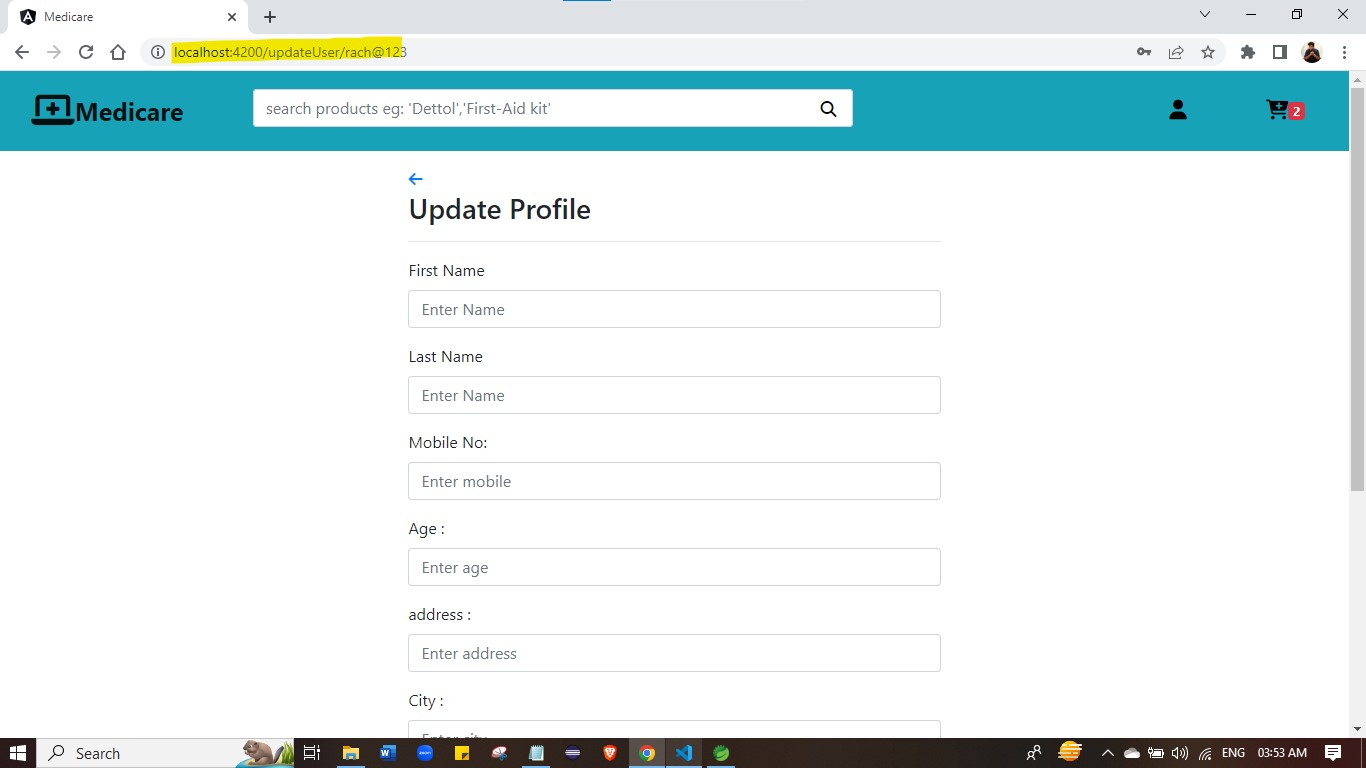 Medicare
localhost:4200/updateUser/rach@123
Medicare
search products eg: 'Dettol','First-Aid kit'
2
Update Profile
First Name
Enter Name
Last Name
Enter Name
Mobile No:
Enter mobile
Age :
Enter age
address :
Enter address
City :
Enter city
Search
ENG
03:53 AM